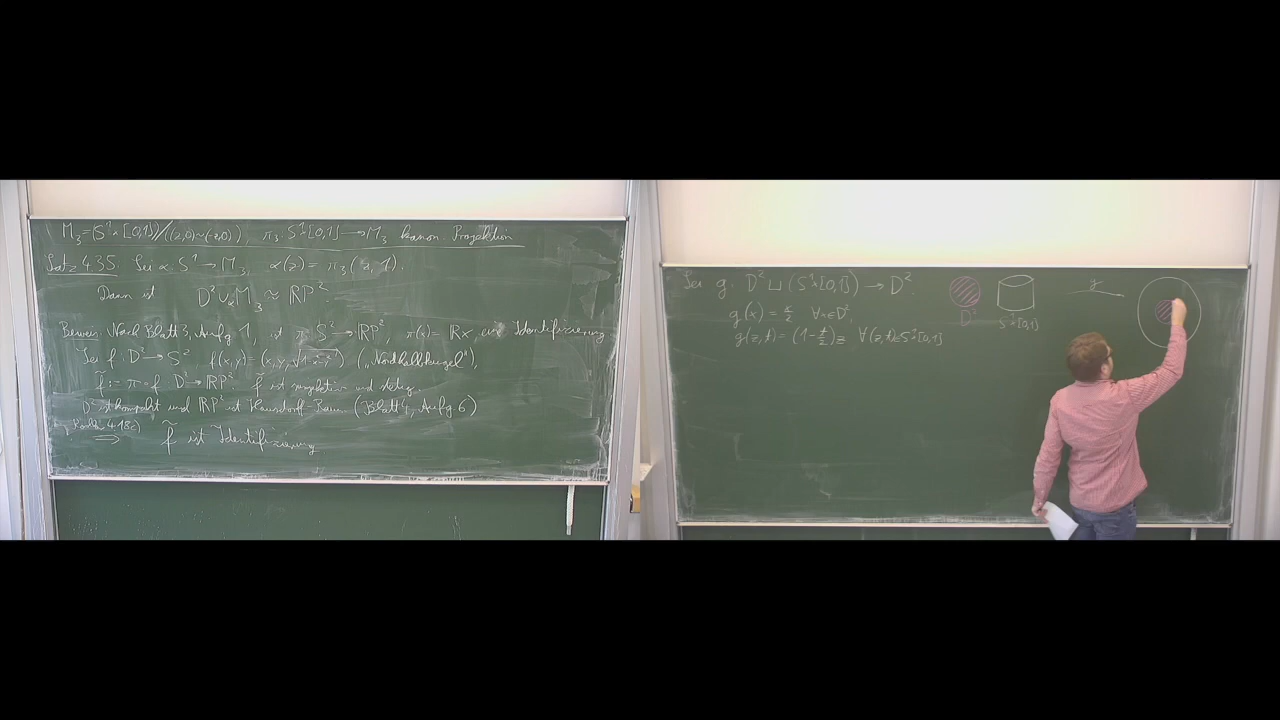 M₃ = (S¹×[0,1])/((z,0)~(-z,0)), π₃: S¹×[0,1] → M₃ kanon. Projektion
Satz 4.35. Sei α: S¹ → M₃, α(z) = π₃(z,1).
Dann ist D² ∪_α M₃ ≈ ℝP².
Beweis: Nach Blatt 3, Aufg. 1, ist π: S² → ℝP², π(x) = ℝx, eine Identifizierung
Sei f: D² → S² f(x,y) = (x,y,√1-x²-y²) („Nordhalbkugel"),
f̃ := π∘f D² → ℝP². f̃ ist surjektiv und stetig.
D² ist kompakt und ℝP² ist Hausdorff-Raum (Blatt 4, Aufg. 6)
4.18c) ⟹ f̃ ist Identifizierung
Sei g: D² ⊔ (S¹×[0,1]) → D².
g(x) = x/2 ∀x∈D²,
g(z,t) = (1-t/2)z ∀(z,t)∈S¹×[0,1]
D²
S¹×[0,1]
g